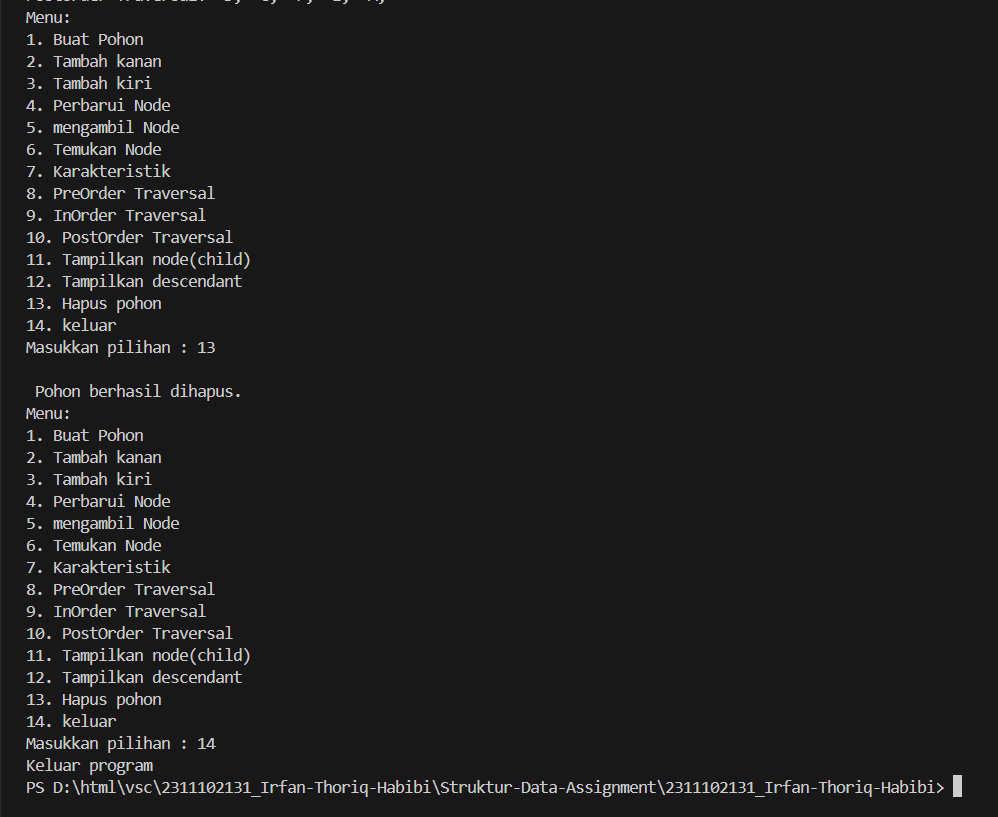 Menu:
1. Buat Pohon
2. Tambah kanan
3. Tambah kiri
4. Perbarui Node
5. mengambil Node
6. Temukan Node
7. Karakteristik
8. PreOrder Traversal
9. InOrder Traversal
10. PostOrder Traversal
11. Tampilkan node(child)
12. Tampilkan descendant
13. Hapus pohon
14. keluar
Masukkan pilihan : 13
Pohon berhasil dihapus.
Menu:
1. Buat Pohon
2. Tambah kanan
3. Tambah kiri
4. Perbarui Node
5. mengambil Node
6. Temukan Node
7. Karakteristik
8. PreOrder Traversal
9. InOrder Traversal
10. PostOrder Traversal
11. Tampilkan node(child)
12. Tampilkan descendant
13. Hapus pohon
14. keluar
Masukkan pilihan : 14
Keluar program
PS D:\html\vsc\2311102131_Irfan-Thoriq-Habibi\Struktur-Data-Assignment\2311102131_Irfan-Thoriq-Habibi>